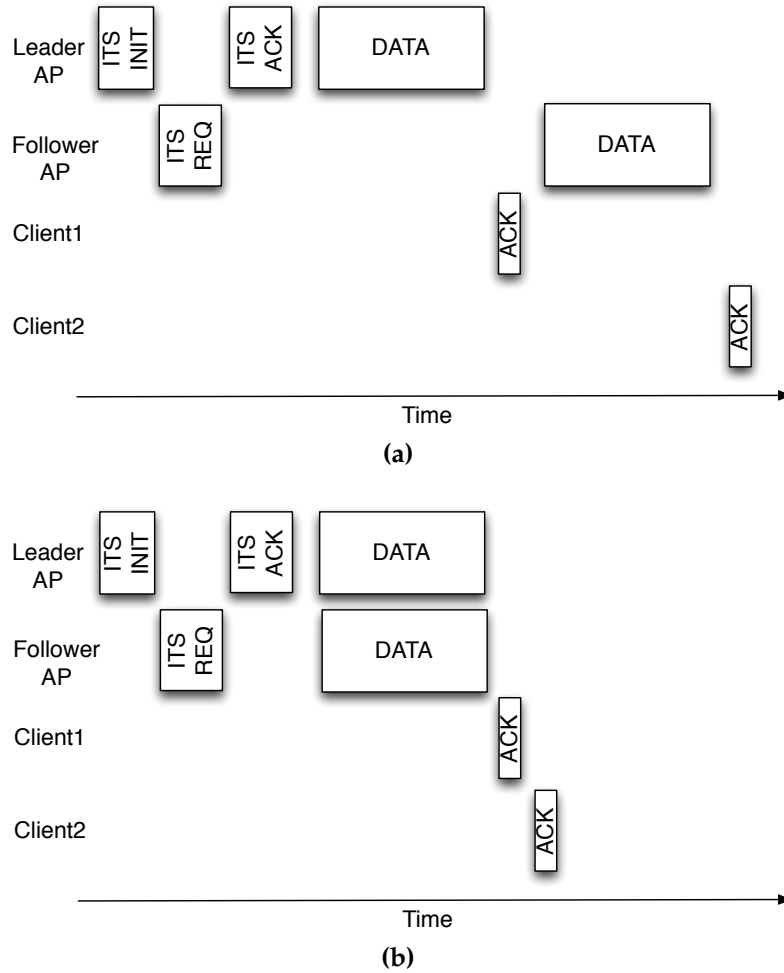 Leader
AP
ITS
INIT
ITS
ACK
DATA
Follower
AP
ITS
REQ
DATA
Client1
ACK
Client2
ACK
Time
(a)
Leader
AP
ITS
INIT
ITS
ACK
DATA
Follower
AP
ITS
REQ
DATA
Client1
ACK
Client2
ACK
Time
(b)